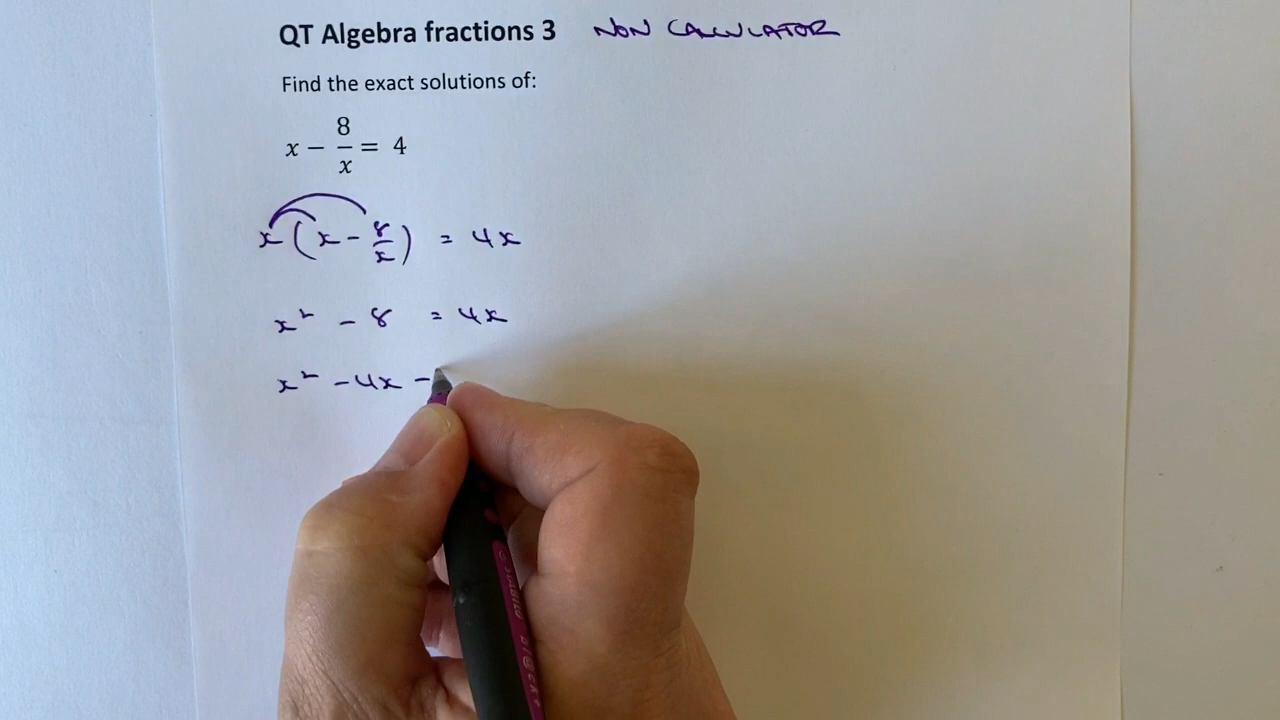 QT Algebra fractions 3 NON CALCULATOR
Find the exact solutions of:
x − 8/x = 4
x(x − 8/x) = 4x
x² − 8 = 4x
x² − 4x −
STABILO